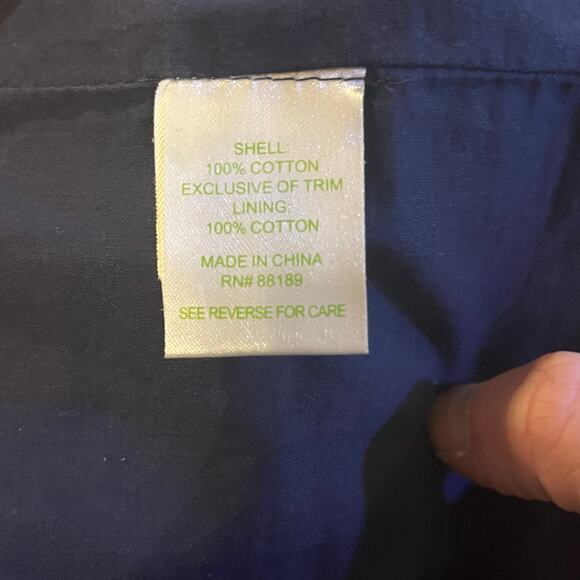 SHELL:
100% COTTON
EXCLUSIVE OF TRIM
LINING:
100% COTTON
MADE IN CHINA
RN# 88189
SEE REVERSE FOR CARE